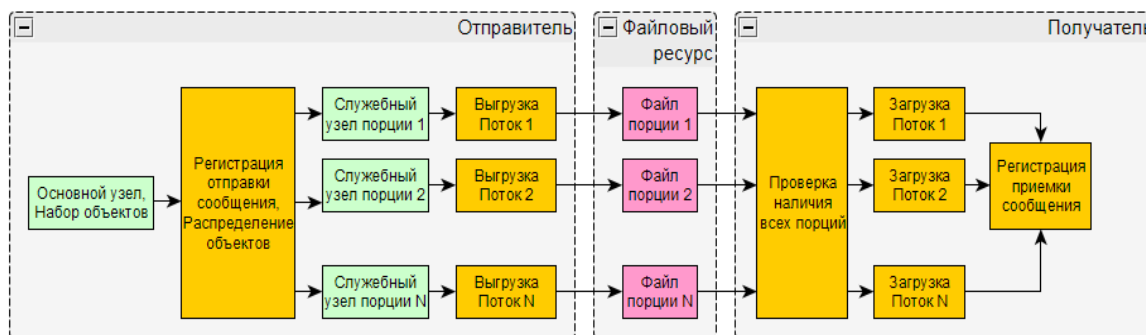 Отправитель
Файловый
ресурс
Получатель
Основной узел,
Набор объектов
Регистрация
отправки
сообщения,
Распределение
объектов
Служебный
узел порции 1
Выгрузка
Поток 1
Файл
порции 1
Служебный
узел порции 2
Выгрузка
Поток 2
Файл
порции 2
Служебный
узел порции N
Выгрузка
Поток N
Файл
порции N
Проверка
наличия
всех порций
Загрузка
Поток 1
Загрузка
Поток 2
Загрузка
Поток N
Регистрация
приемки
сообщения